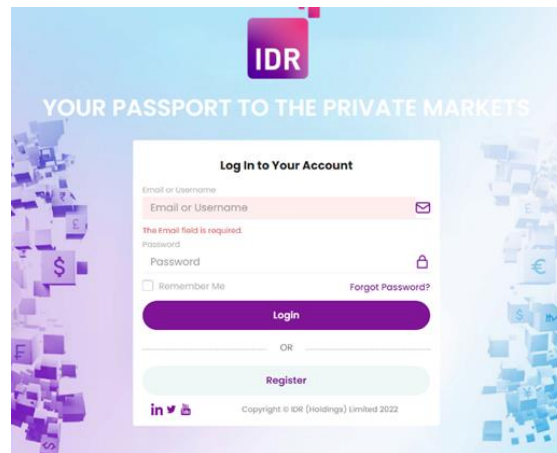 IDR
YOUR PASSPORT TO THE PRIVATE MARKETS
Log In to Your Account
Email or Username
Email or Username
The Email field is required.
Password
Password
Remember Me Forgot Password?
Login
OR
Register
Copyright © IDR (Holdings) Limited 2022